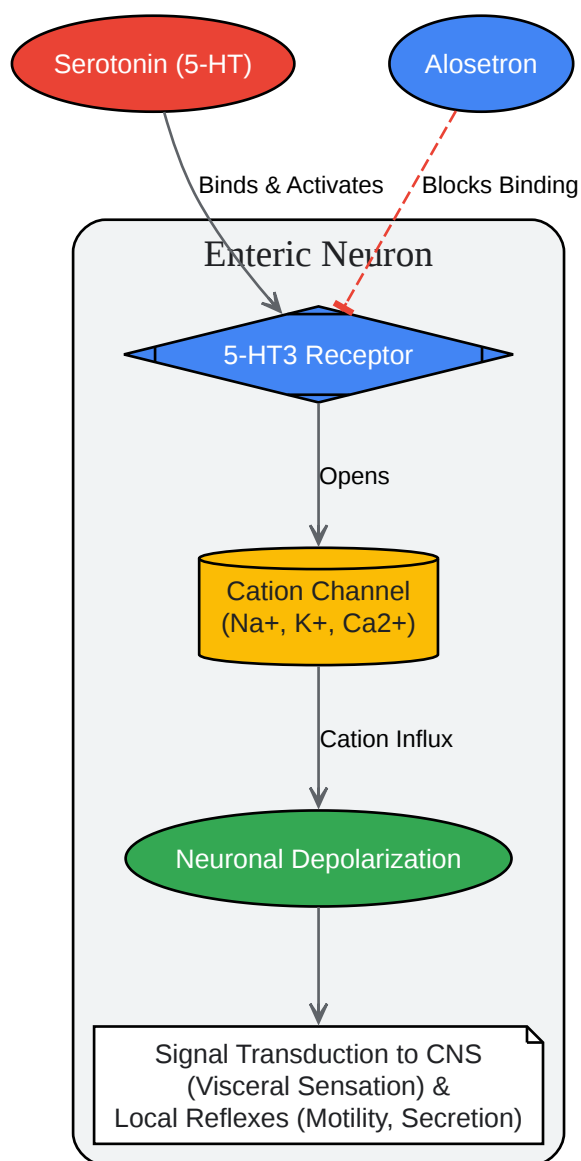 Serotonin (5-HT)
Alosetron
Binds & Activates
Blocks Binding
Enteric Neuron
5-HT3 Receptor
Opens
Cation Channel
(Na+, K+, Ca2+)
Cation Influx
Neuronal Depolarization
Signal Transduction to CNS
(Visceral Sensation) &
Local Reflexes (Motility, Secretion)